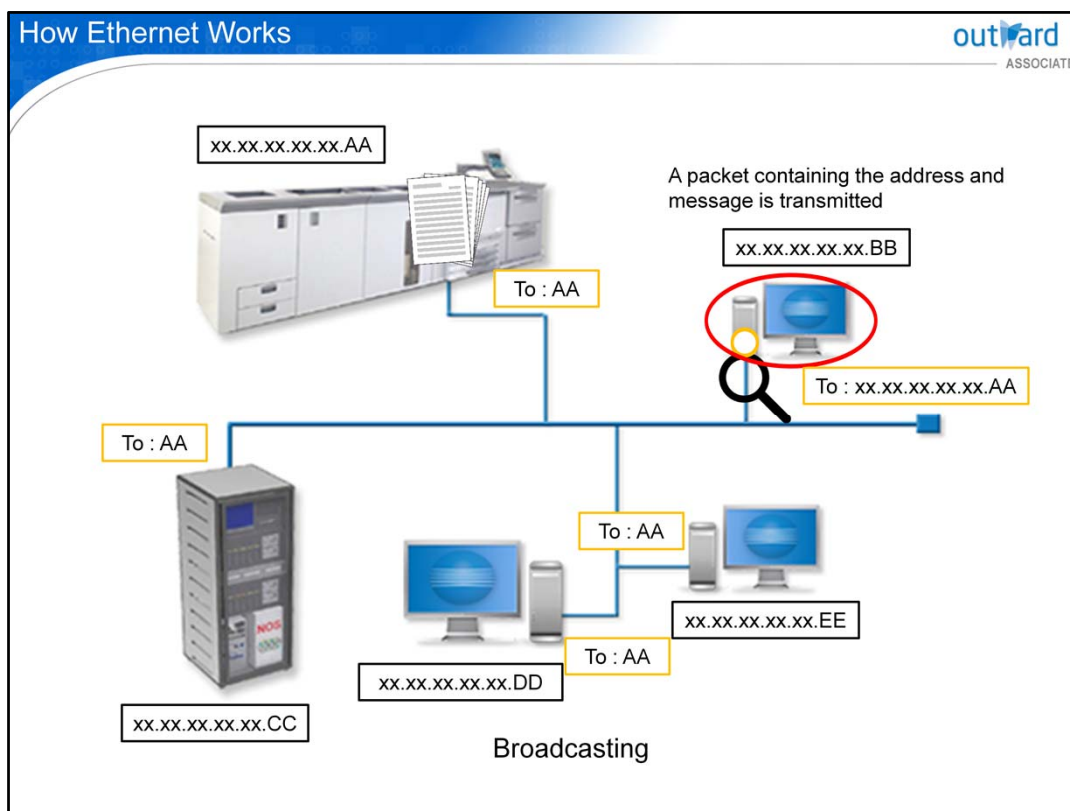 How Ethernet Works
outward
ASSOCIATE
xx.xx.xx.xx.xx.AA
A packet containing the address and
message is transmitted
xx.xx.xx.xx.xx.BB
To : AA
To : xx.xx.xx.xx.xx.AA
To : AA
To : AA
NOS
xx.xx.xx.xx.xx.EE
To : AA
xx.xx.xx.xx.xx.DD
xx.xx.xx.xx.xx.CC
Broadcasting